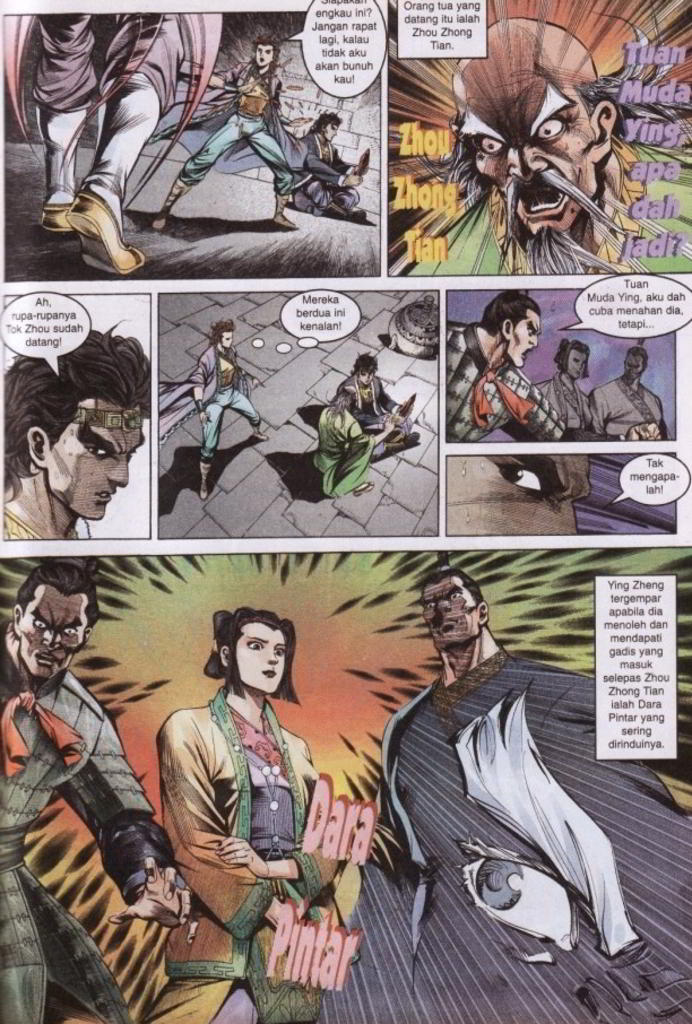 Siapakah
engkau ini?
Jangan rapat
lagi, kalau
tidak aku
akan bunuh
kau!
Orang tua yang
datang itu ialah
Zhou Zhong
Tian.
Zhou
Zhong
Tian
Tuan
Muda
Ying,
apa
dah
jadi?
Ah,
rupa-rupanya
Tok Zhou sudah
datang!
Mereka
berdua ini
kenalan!
Tuan
Muda Ying, aku dah
cuba menahan dia,
tetapi...
Tak
mengapa-
lah!
Ying Zheng
tergempar
apabila dia
menoleh dan
mendapati
gadis yang
masuk
selepas Zhou
Zhong Tian
ialah Dara
Pintar yang
sering
dirinduinya.
Dara
Pintar